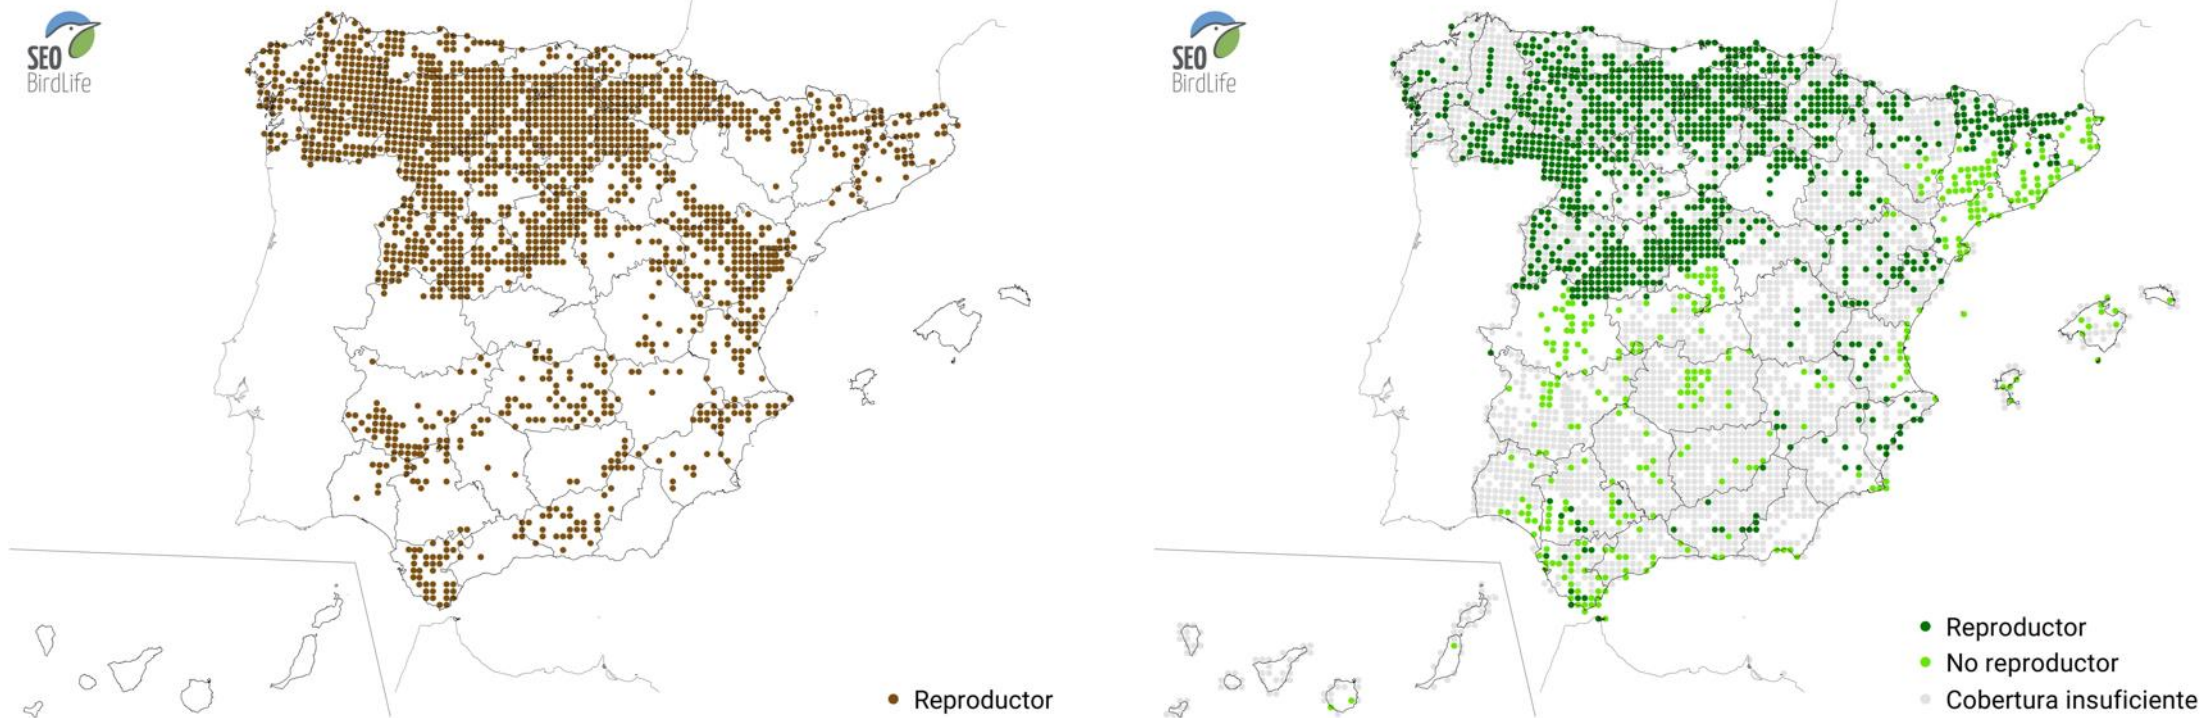 SEO
BirdLife
Reproductor
SEO
BirdLife
Reproductor
No reproductor
Cobertura insuficiente